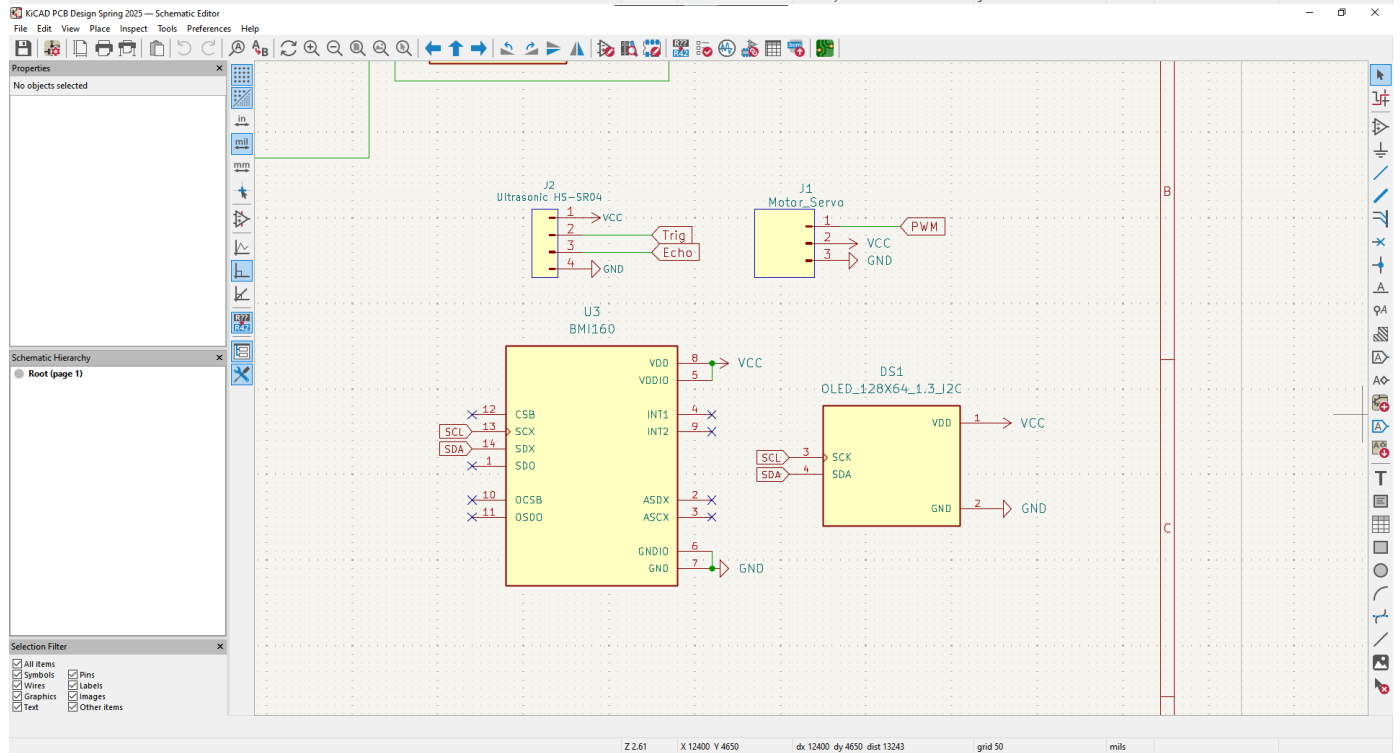 KiCAD PCB Design Spring 2025 — Schematic Editor
File Edit View Place Inspect Tools Preferences Help
Properties
No objects selected
in
mil
mm
Schematic Hierarchy
Root (page 1)
Selection Filter
All items
Symbols Pins
Wires Labels
Graphics Images
Text Other items
J2
Ultrasonic HS-SR04
1 VCC
2 Trig
3 Echo
4 GND
J1
Motor_Servo
1 PWM
2 VCC
3 GND
B
U3
BMI160
VDD 8 VCC
VDDIO 5
12 CSB INT1 4
SCL 13 SCX INT2 9
SDA 14 SDX
1 SDO
10 OCSB ASDX 2
11 OSDO ASCX 3
GNDIO 6
GND 7 GND
DS1
OLED_128X64_1.3_I2C
VDD 1 VCC
SCL 3 SCK
SDA 4 SDA
GND 2 GND
C
Z 2.61 X 12400 Y 4650 dx 12400 dy 4650 dist 13243 grid 50 mils